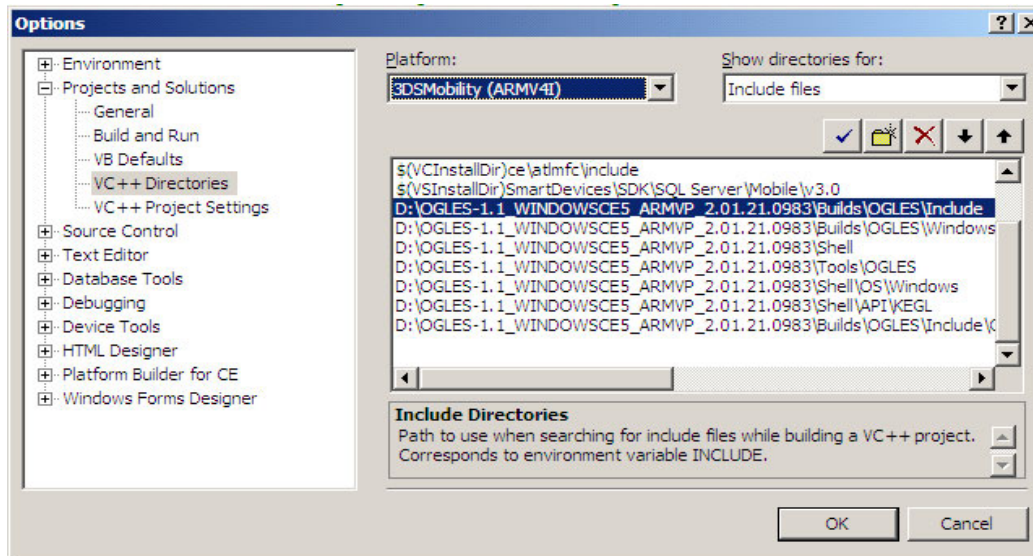 Options
Environment
Projects and Solutions
General
Build and Run
VB Defaults
VC++ Directories
VC++ Project Settings
Source Control
Text Editor
Database Tools
Debugging
Device Tools
HTML Designer
Platform Builder for CE
Windows Forms Designer
Platform:
3DSMobility (ARMV4I)
Show directories for:
Include files
$(VCInstallDir)ce\atlmfc\include
$(VSInstallDir)SmartDevices\SDK\SQL Server\Mobile\v3.0
D:\OGLES-1.1_WINDOWSCE5_ARMVP_2.01.21.0983\Builds\OGLES\Include
D:\OGLES-1.1_WINDOWSCE5_ARMVP_2.01.21.0983\Builds\OGLES\Windows
D:\OGLES-1.1_WINDOWSCE5_ARMVP_2.01.21.0983\Shell
D:\OGLES-1.1_WINDOWSCE5_ARMVP_2.01.21.0983\Tools\OGLES
D:\OGLES-1.1_WINDOWSCE5_ARMVP_2.01.21.0983\Shell\OS\Windows
D:\OGLES-1.1_WINDOWSCE5_ARMVP_2.01.21.0983\Shell\API\KEGL
D:\OGLES-1.1_WINDOWSCE5_ARMVP_2.01.21.0983\Builds\OGLES\Include\
Include Directories
Path to use when searching for include files while building a VC++ project.
Corresponds to environment variable INCLUDE.
OK
Cancel